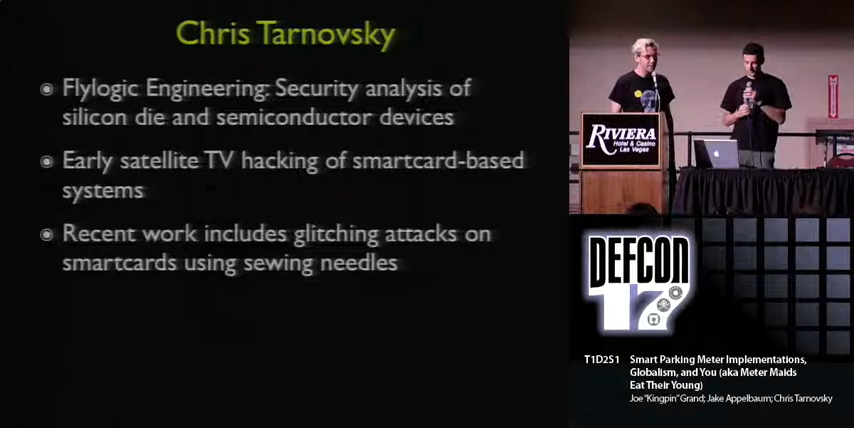 Chris Tarnovsky
Flylogic Engineering: Security analysis of
silicon die and semiconductor devices
Early satellite TV hacking of smartcard-based
systems
Recent work includes glitching attacks on
smartcards using sewing needles
RIVIERA
Hotel & Casino
Las Vegas
DEFCON
17
T1D2S1 Smart Parking Meter Implementations,
Globalism, and You (aka Meter Maids
Eat Their Young)
Joe "Kingpin" Grand; Jake Appelbaum; Chris Tarnovsky